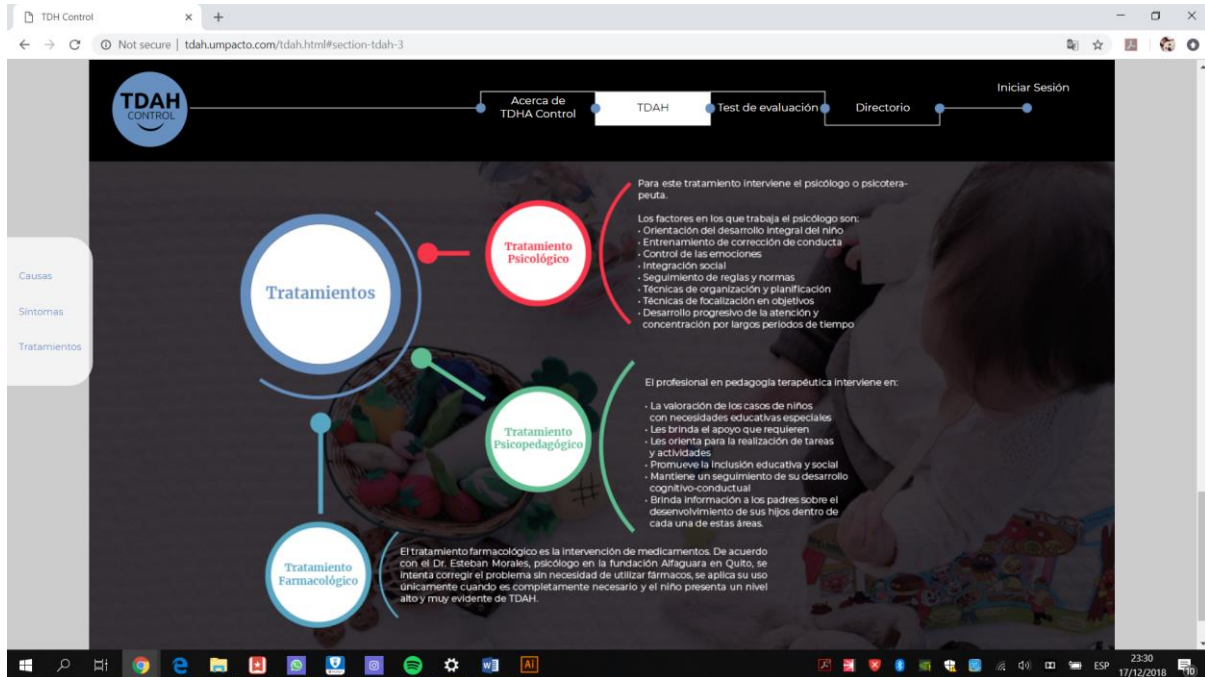 TDH Control
Not secure | tdah.umpacto.com/tdah.html#section-tdah-3
TDAH
CONTROL
Acerca de
TDHA Control
TDAH
Test de evaluación
Directorio
Iniciar Sesión
Causas
Síntomas
Tratamientos
Tratamientos
Tratamiento
Psicológico
Para este tratamiento interviene el psicólogo o psicotera-
peuta.
Los factores en los que trabaja el psicólogo son:
• Orientación del desarrollo integral del niño
• Entrenamiento de corrección de conducta
• Control de las emociones
• Integración social
• Seguimiento de reglas y normas
• Técnicas de organización y planificación
• Técnicas de focalización en objetivos
• Desarrollo progresivo de la atención y
concentración por largos periodos de tiempo
Tratamiento
Psicopedagógico
El profesional en pedagogía terapéutica interviene en:
• La valoración de los casos de niños
con necesidades educativas especiales
• Les brinda el apoyo que requieren
• Les orienta para la realización de tareas
y actividades
• Promueve la Inclusión educativa y social
• Mantiene un seguimiento de su desarrollo
cognitivo-conductual
• Brinda información a los padres sobre el
desenvolvimiento de sus hijos dentro de
cada una de estas áreas.
Tratamiento
Farmacológico
El tratamiento farmacológico es la intervención de medicamentos. De acuerdo
con el Dr. Esteban Morales, psicólogo en la fundación Alfaguara en Quito, se
intenta corregir el problema sin necesidad de utilizar fármacos, se aplica su uso
únicamente cuando es completamente necesario y el niño presenta un nivel
alto y muy evidente de TDAH.
Ai
ESP
23:30
17/12/2018
10